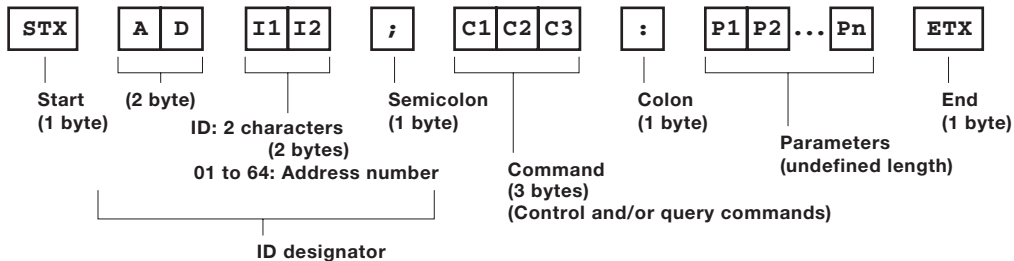 STX A D I1 I2 ; C1 C2 C3 : P1 P2 ... Pn ETX
Start
(1 byte)
(2 byte)
ID: 2 characters
(2 bytes)
01 to 64: Address number
Semicolon
(1 byte)
Command
(3 bytes)
(Control and/or query commands)
Colon
(1 byte)
Parameters
(undefined length)
End
(1 byte)
ID designator